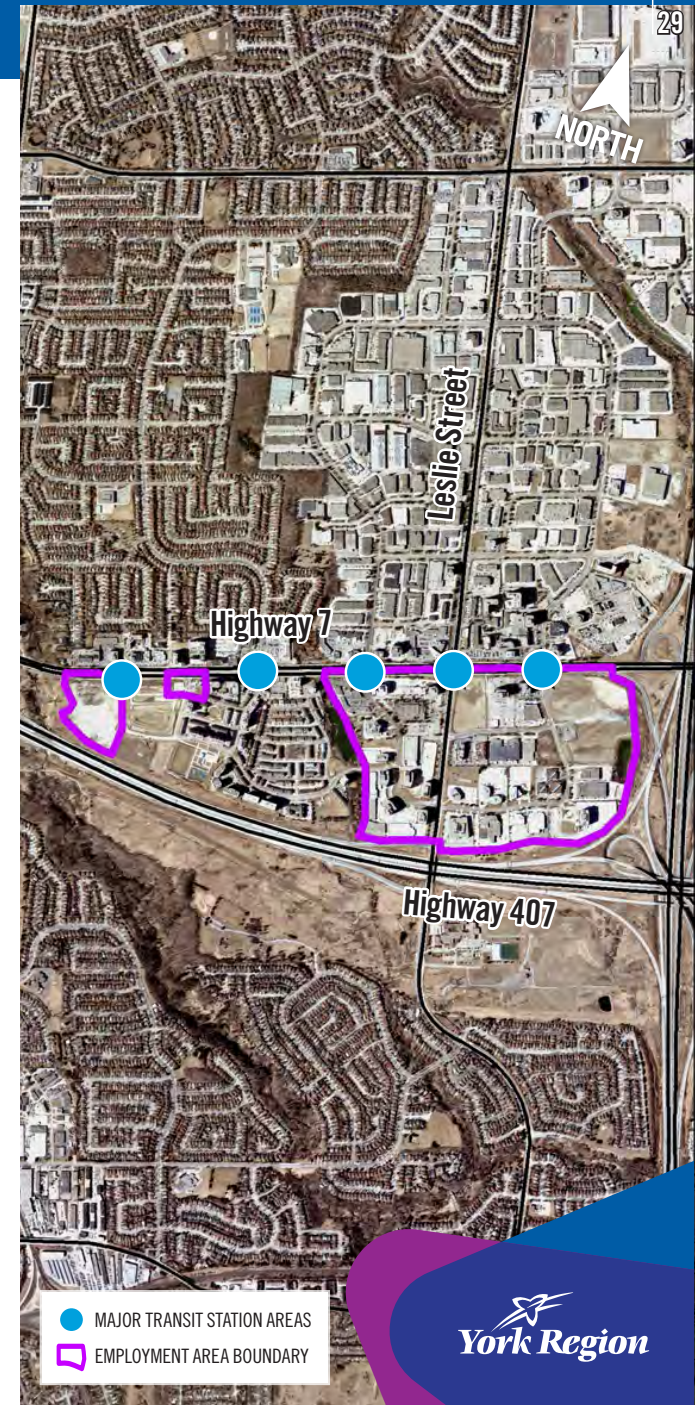 29
NORTH
Leslie Street
Highway 7
Highway 407
MAJOR TRANSIT STATION AREAS
EMPLOYMENT AREA BOUNDARY
York Region